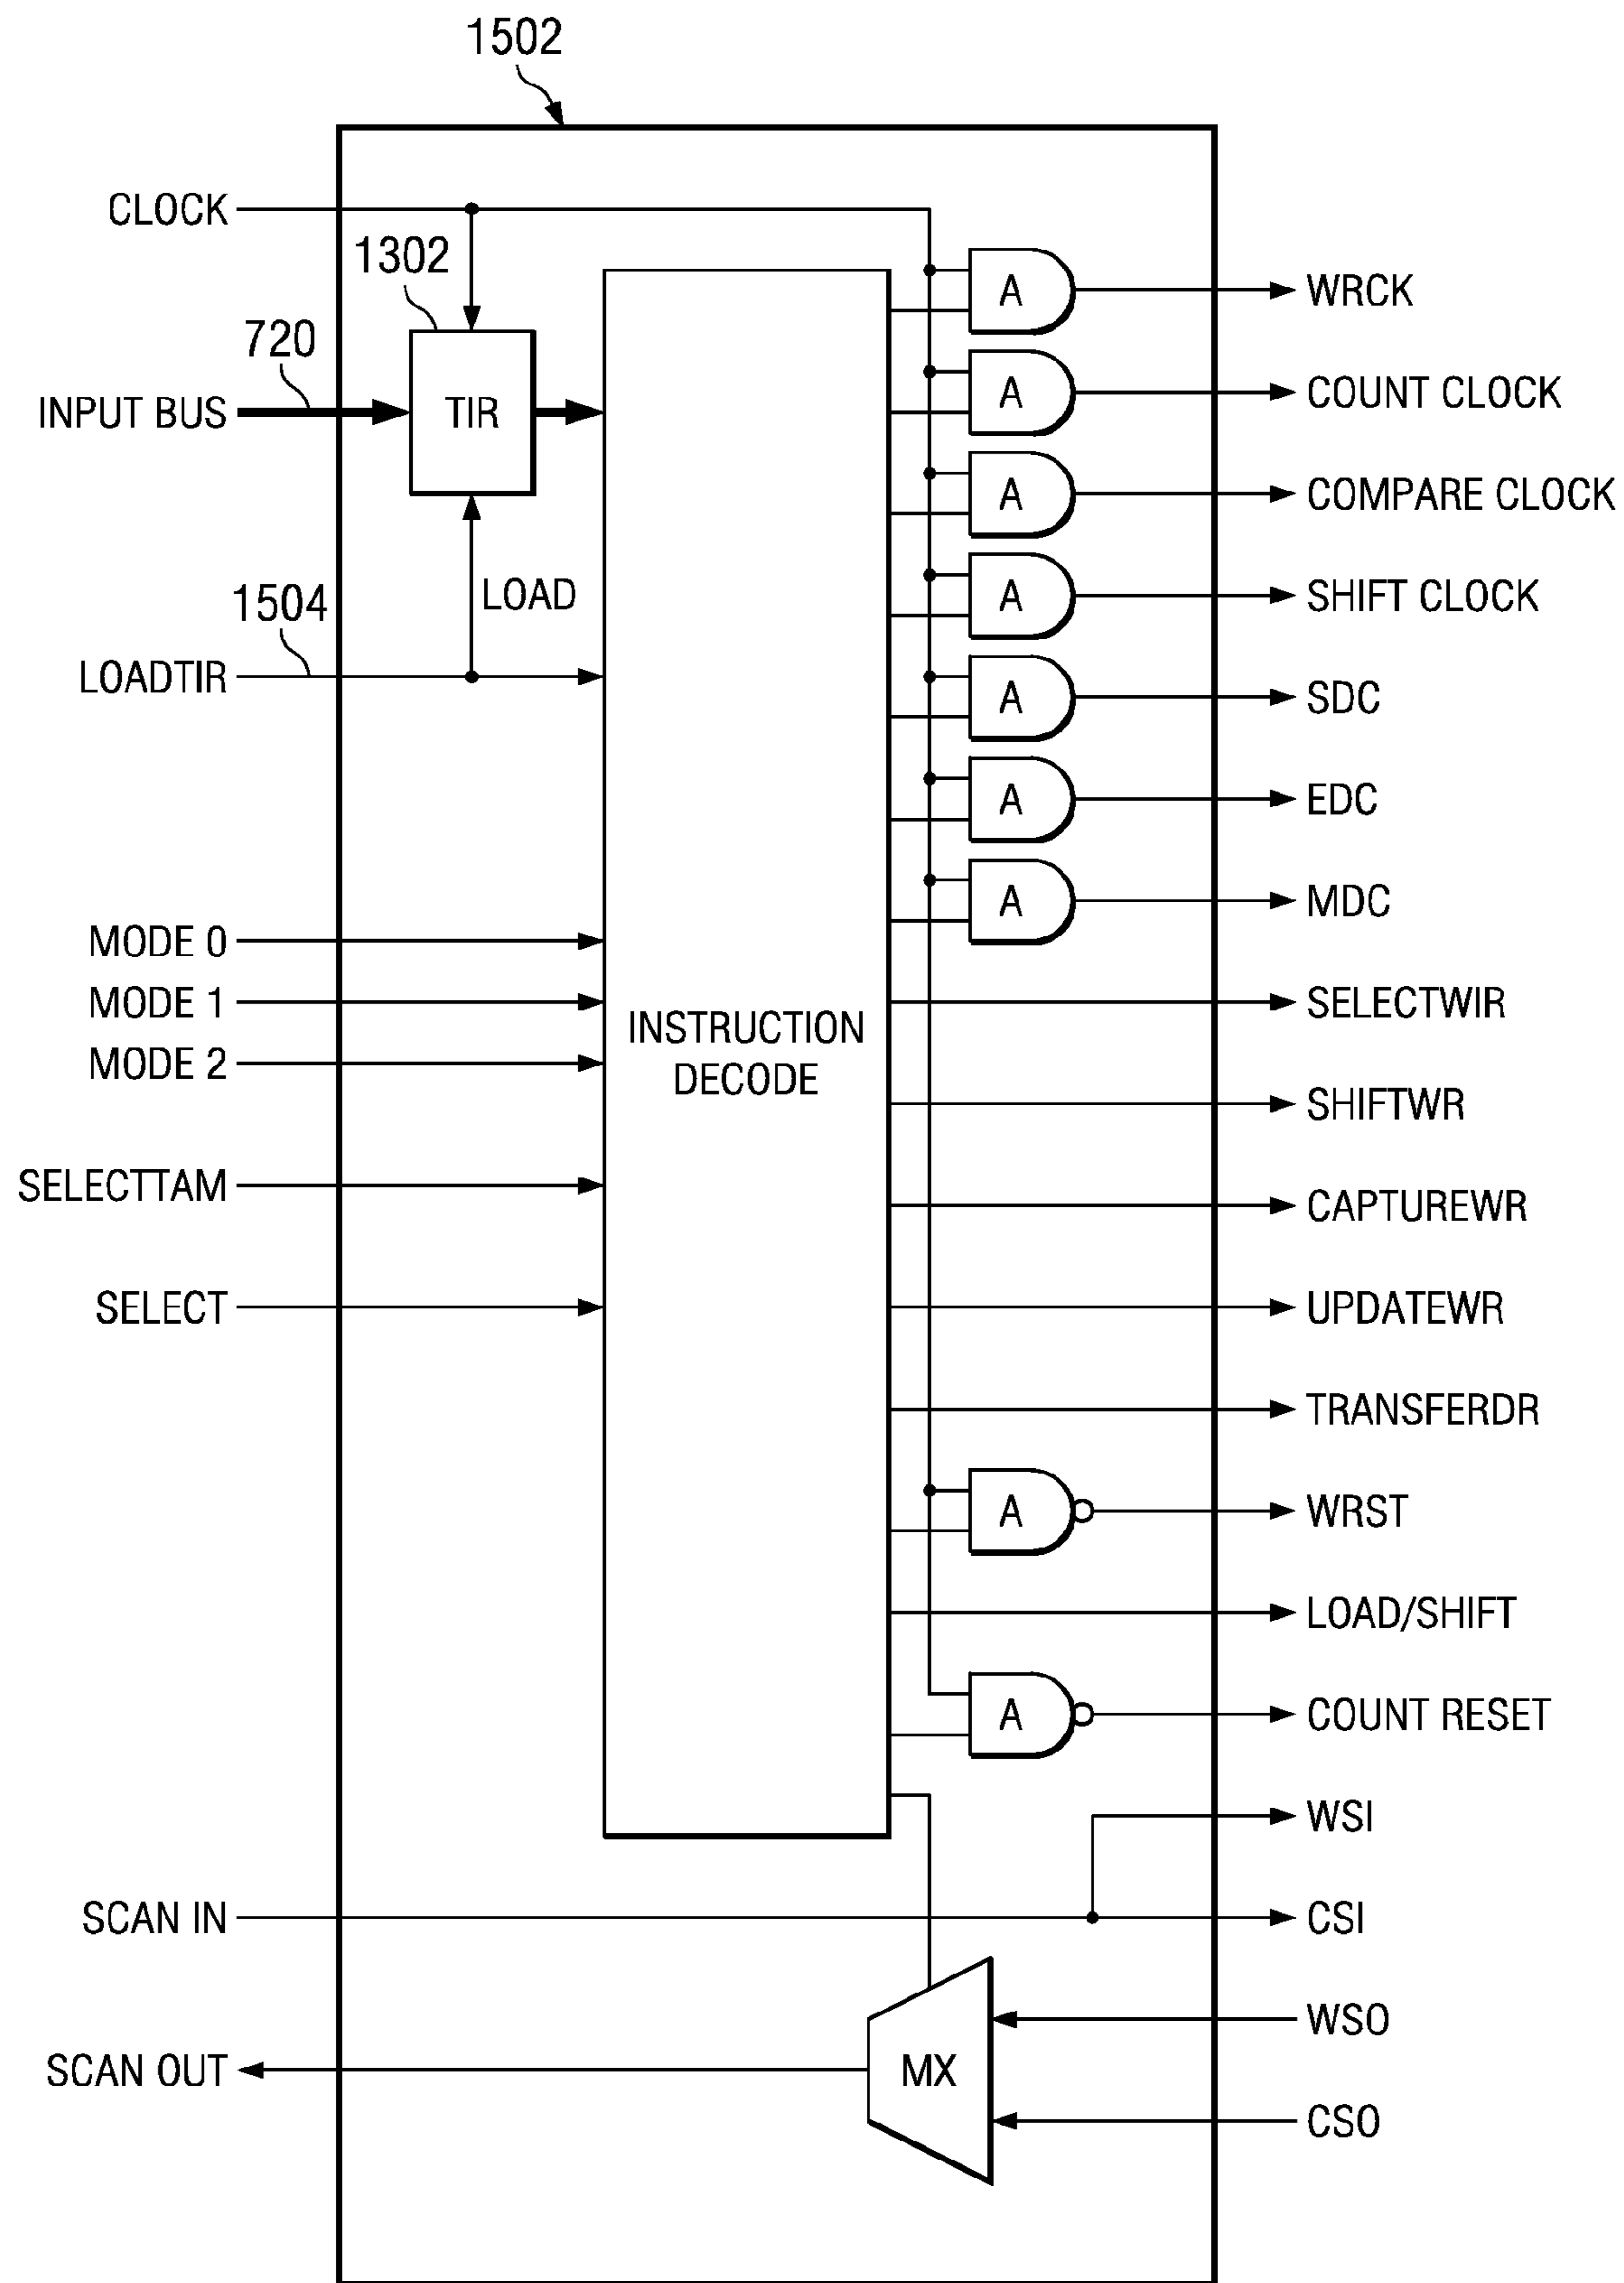 1502
CLOCK
1302
A
WRCK
720
INPUT BUS
TIR
A
COUNT CLOCK
A
COMPARE CLOCK
1504
LOAD
A
SHIFT CLOCK
LOADTIR
A
SDC
A
EDC
A
MDC
MODE 0
MODE 1
MODE 2
INSTRUCTION
DECODE
SELECTWIR
SHIFTWR
SELECTTAM
CAPTUREWR
SELECT
UPDATEWR
TRANSFERDR
A
WRST
LOAD/SHIFT
A
COUNT RESET
WSI
SCAN IN
CSI
WSO
SCAN OUT
MX
CSO